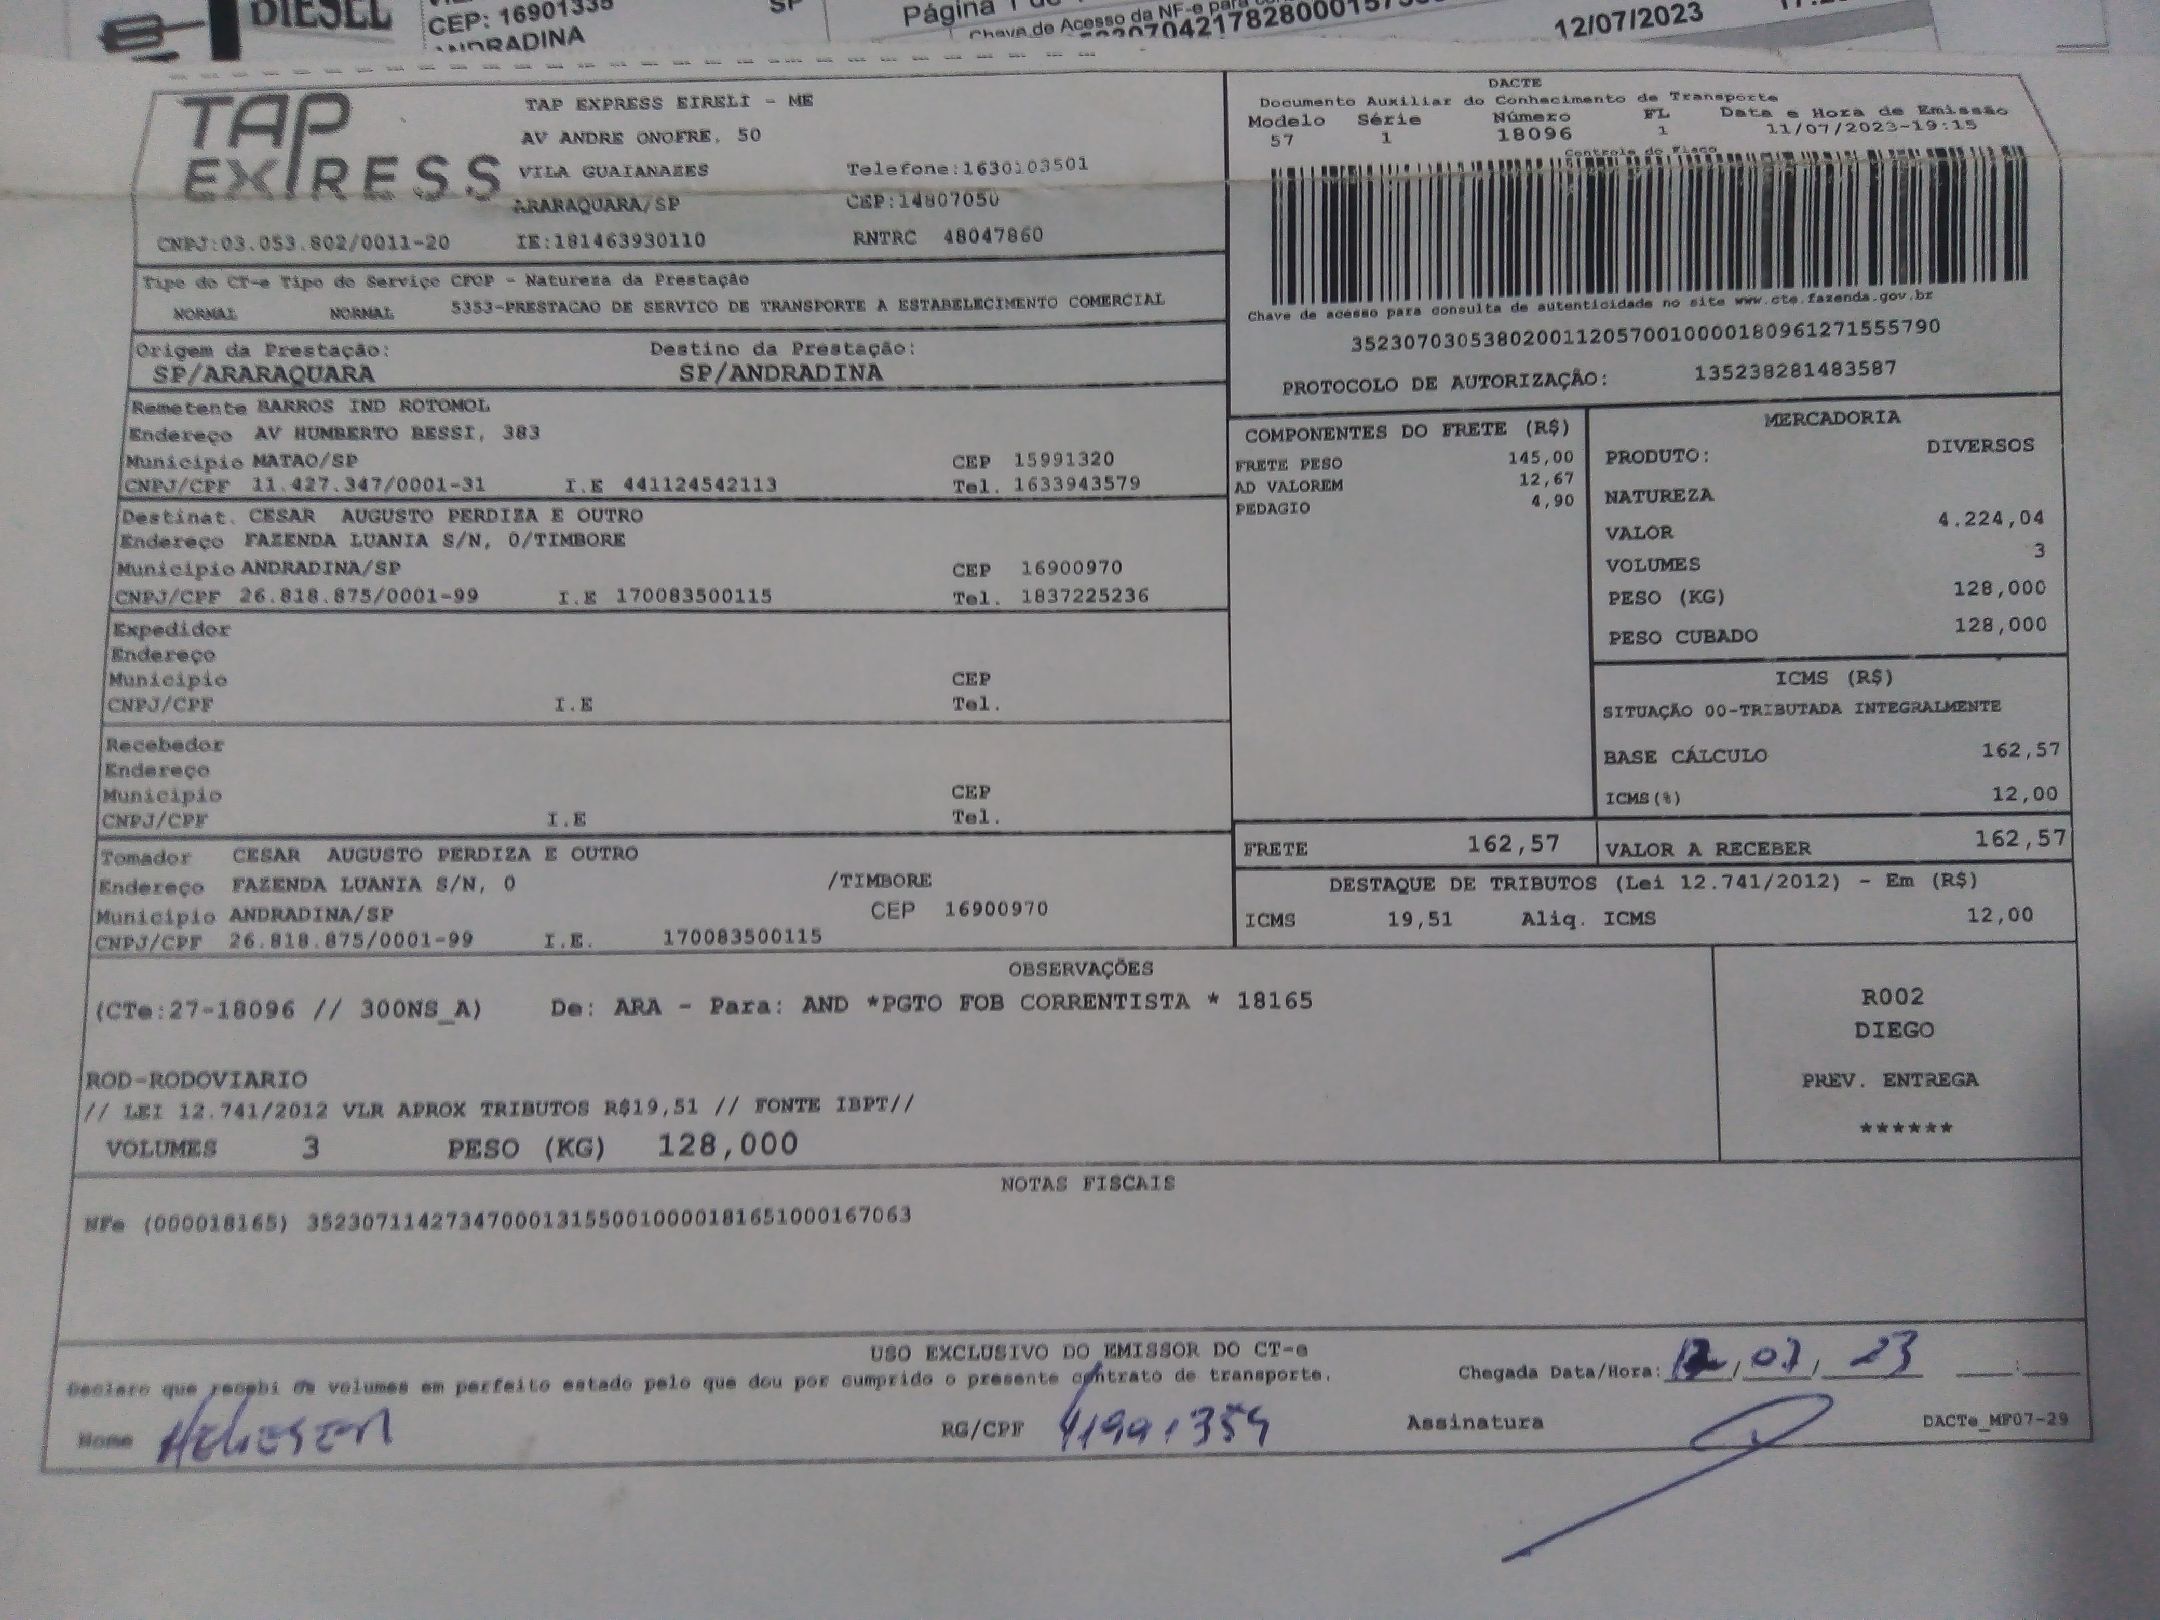 DIESEL
CEP: 16901335
SP
Página 1
ANDRADINA
Chave de Acesso da NF-e para
12/07/2023
TAP EXPRESS
TAP EXPRESS EIRELI - ME
AV ANDRE ONOFRE, 50
VILA GUAIANAZES Telefone:1630103501
ARARAQUARA/SP CEP:14807050
CNPJ:03.053.802/0011-20 IE:181463930110 RNTRC 48047860
DACTE
Documento Auxiliar do Conhecimento de Transporte
Modelo Série Número FL Data e Hora de Emissão
57 1 18096 1 11/07/2023-19:15
Controle do Fisco
Chave de acesso para consulta de autenticidade no site www.cte.fazenda.gov.br
35230703053802001120570010000180961271555790
PROTOCOLO DE AUTORIZAÇÃO: 135238281483587
Tipo do CT-e Tipo do Serviço CFOP - Natureza da Prestação
NORMAL NORMAL 5353-PRESTACAO DE SERVICO DE TRANSPORTE A ESTABELECIMENTO COMERCIAL
Origem da Prestação: Destino da Prestação:
SP/ARARAQUARA SP/ANDRADINA
Remetente BARROS IND ROTOMOL
Endereço AV HUMBERTO BESSI, 383
Municipio MATAO/SP CEP 15991320
CNPJ/CPF 11.427.347/0001-31 I.E 441124542113 Tel. 1633943579
Destinat. CESAR AUGUSTO PERDIZA E OUTRO
Endereço FAZENDA LUANIA S/N, 0/TIMBORE
Municipio ANDRADINA/SP CEP 16900970
CNPJ/CPF 26.818.875/0001-99 I.E 170083500115 Tel. 1837225236
Expedidor
Endereço
Municipio CEP
CNPJ/CPF I.E Tel.
Recebedor
Endereço
Municipio CEP
CNPJ/CPF I.E Tel.
Tomador CESAR AUGUSTO PERDIZA E OUTRO
Endereço FAZENDA LUANIA S/N, 0 /TIMBORE
Municipio ANDRADINA/SP CEP 16900970
CNPJ/CPF 26.818.875/0001-99 I.E. 170083500115
COMPONENTES DO FRETE (R$)
FRETE PESO 145,00
AD VALOREM 12,67
PEDAGIO 4,90
MERCADORIA
PRODUTO: DIVERSOS
NATUREZA
VALOR 4.224,04
VOLUMES 3
PESO (KG) 128,000
PESO CUBADO 128,000
ICMS (R$)
SITUAÇÃO 00-TRIBUTADA INTEGRALMENTE
BASE CÁLCULO 162,57
ICMS(%) 12,00
FRETE 162,57 VALOR A RECEBER 162,57
DESTAQUE DE TRIBUTOS (Lei 12.741/2012) - Em (R$)
ICMS 19,51 Aliq. ICMS 12,00
OBSERVAÇÕES
(CTe:27-18096 // 300NS_A) De: ARA - Para: AND *PGTO FOB CORRENTISTA * 18165
ROD-RODOVIARIO
// LEI 12.741/2012 VLR APROX TRIBUTOS R$19,51 // FONTE IBPT//
VOLUMES 3 PESO (KG) 128,000
R002
DIEGO
PREV. ENTREGA
******
NOTAS FISCAIS
NFe (000018165) 35230711427347000131550010000181651000167063
USO EXCLUSIVO DO EMISSOR DO CT-e
Declaro que recebi os volumes em perfeito estado pelo que dou por cumprido o presente contrato de transporte. Chegada Data/Hora: 12/07/23 :
Nome RG/CPF Assinatura DACTe_MF07-29